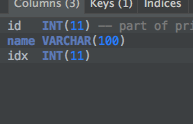 Columns (3) Keys (1) Indices
id INT(11) -- part of pri
name VARCHAR(100)
idx INT(11)